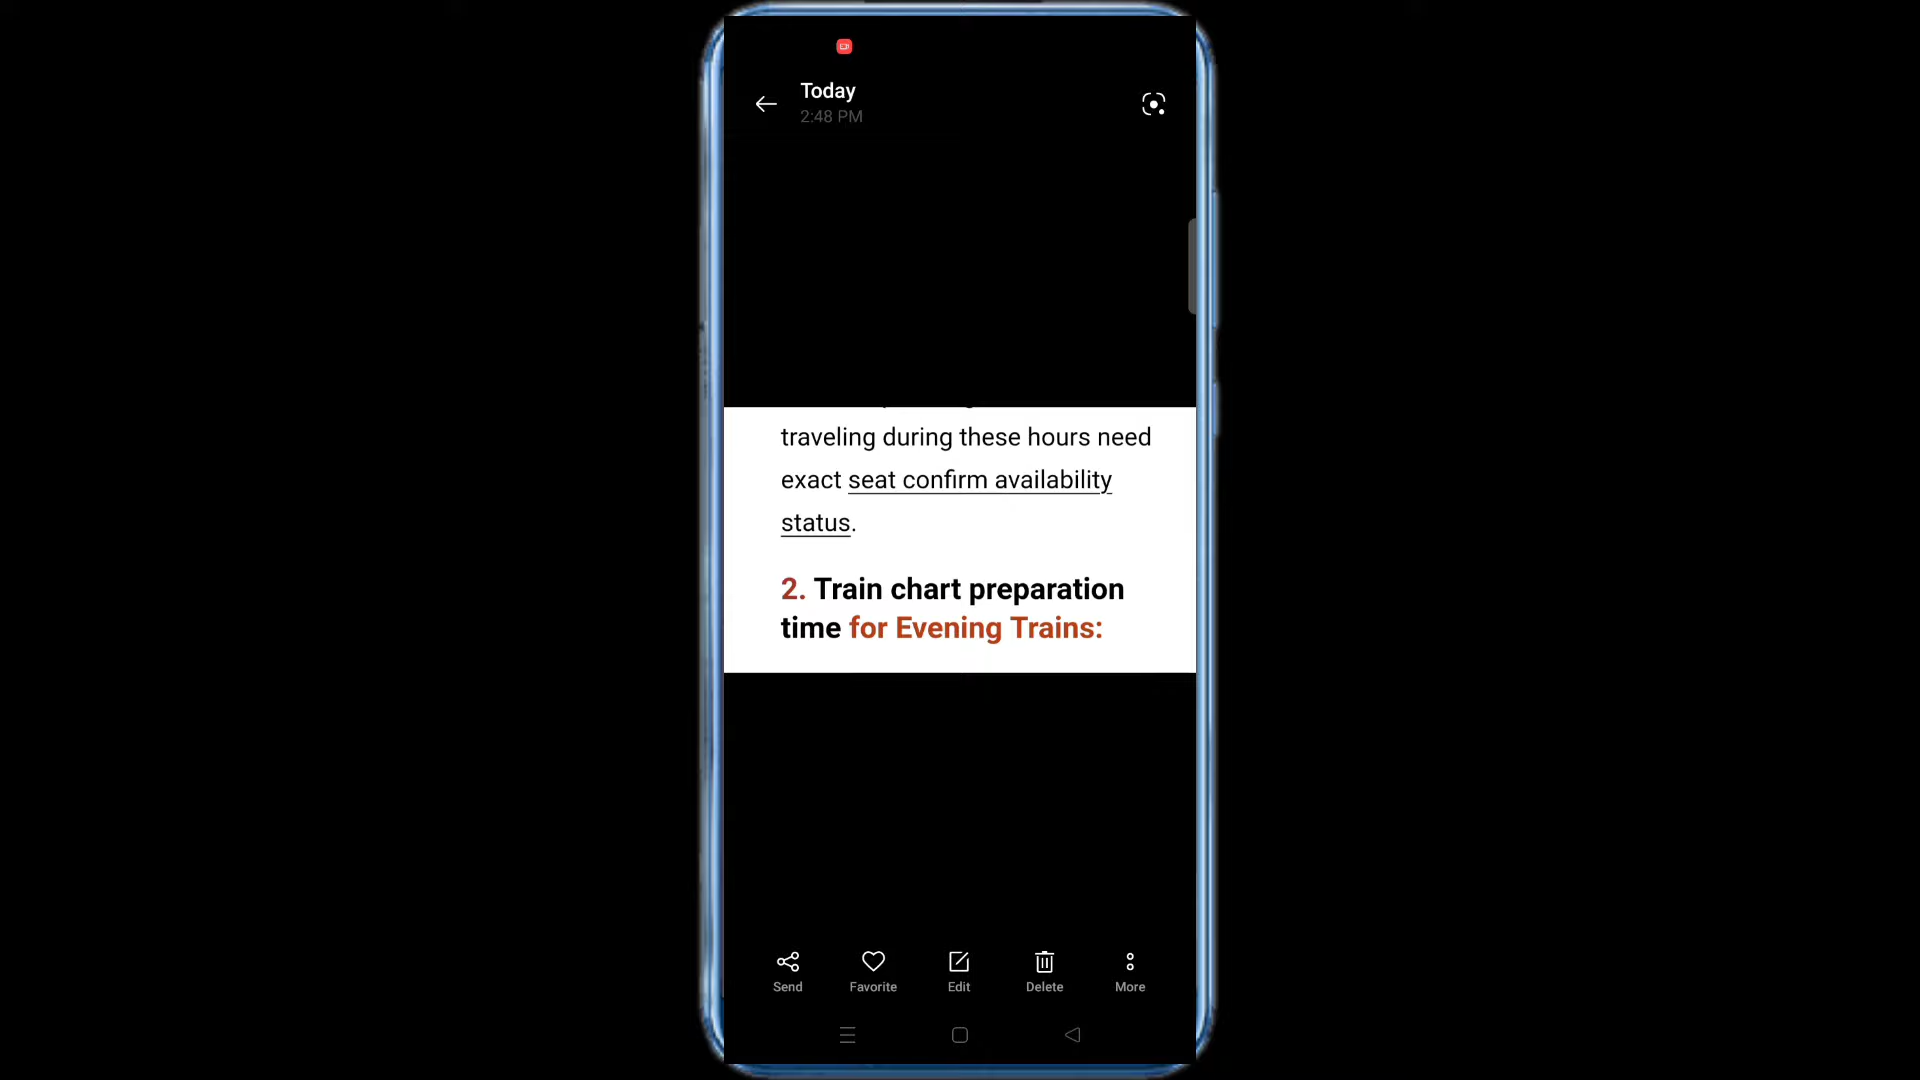 Today
2:48 PM
traveling during these hours need
exact seat confirm availability
status.
2. Train chart preparation
time for Evening Trains:
Send
Favorite
Edit
Delete
More